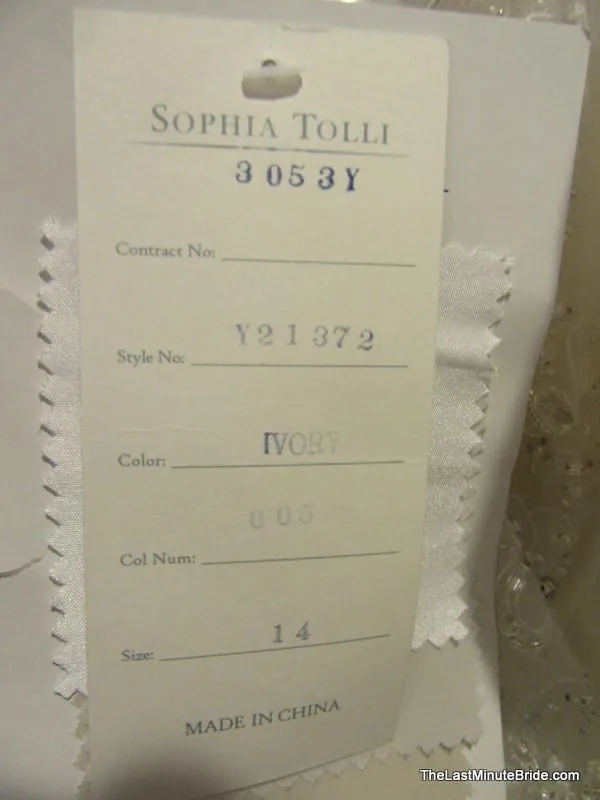 SOPHIA TOLLI
3053Y
Contract No:
Style No: Y21372
Color: IVORY
Col Num: 005
Size: 14
MADE IN CHINA
TheLastMinuteBride.com